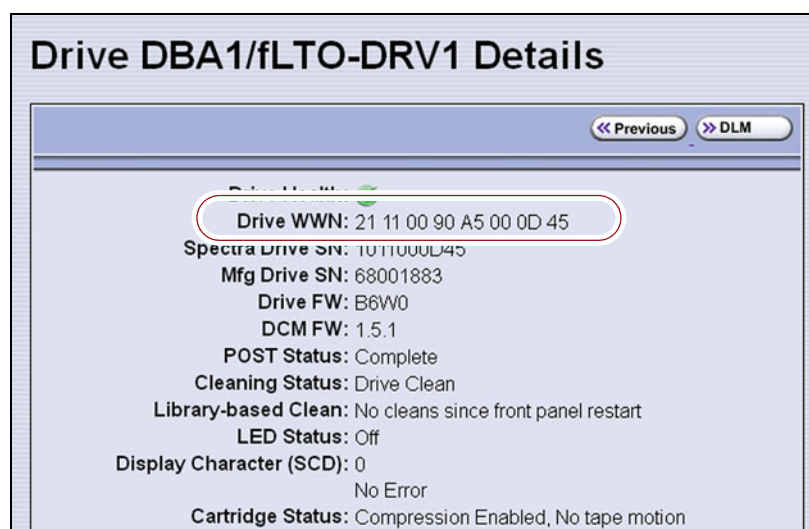 Drive DBA1/fLTO-DRV1 Details
Previous DLM
Drive WWN: 21 11 00 90 A5 00 0D 45
Spectra Drive SN: 1011000D45
Mfg Drive SN: 68001883
Drive FW: B6W0
DCM FW: 1.5.1
POST Status: Complete
Cleaning Status: Drive Clean
Library-based Clean: No cleans since front panel restart
LED Status: Off
Display Character (SCD): 0
No Error
Cartridge Status: Compression Enabled, No tape motion